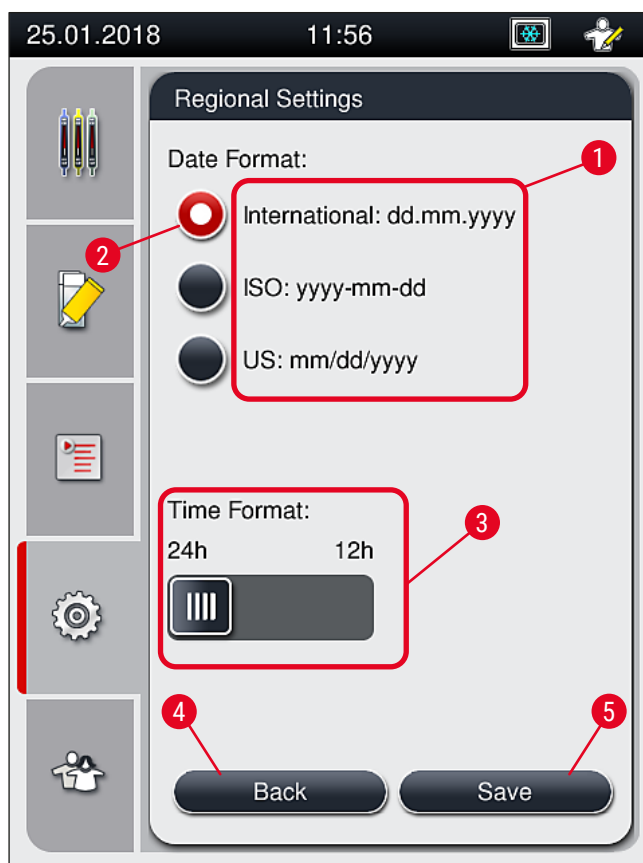 25.01.2018 11:56
Regional Settings
Date Format:
1
International: dd.mm.yyyy
2
ISO: yyyy-mm-dd
US: mm/dd/yyyy
Time Format:
3
24h 12h
4 5
Back Save